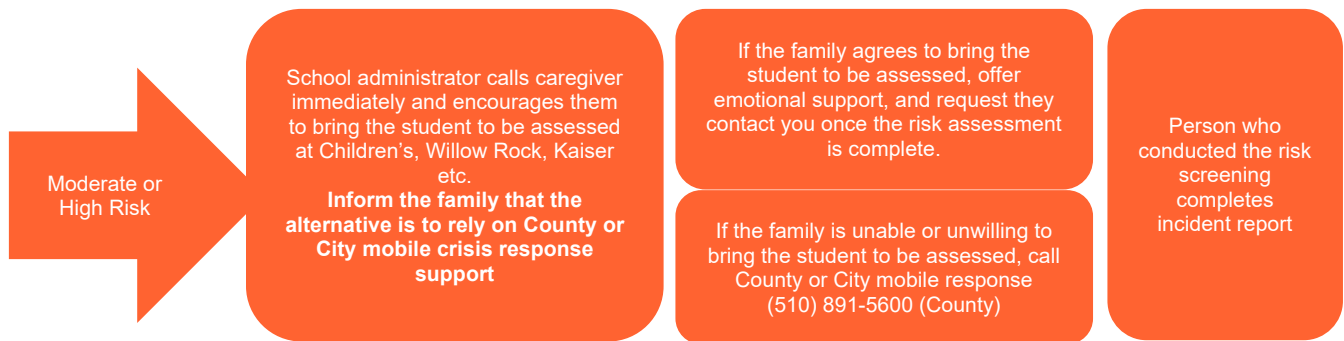 Moderate or
High Risk
School administrator calls caregiver
immediately and encourages them
to bring the student to be assessed
at Children's, Willow Rock, Kaiser
etc.
Inform the family that the
alternative is to rely on County or
City mobile crisis response
support
If the family agrees to bring the
student to be assessed, offer
emotional support, and request they
contact you once the risk assessment
is complete.
If the family is unable or unwilling to
bring the student to be assessed, call
County or City mobile response
(510) 891-5600 (County)
Person who
conducted the risk
screening
completes
incident report